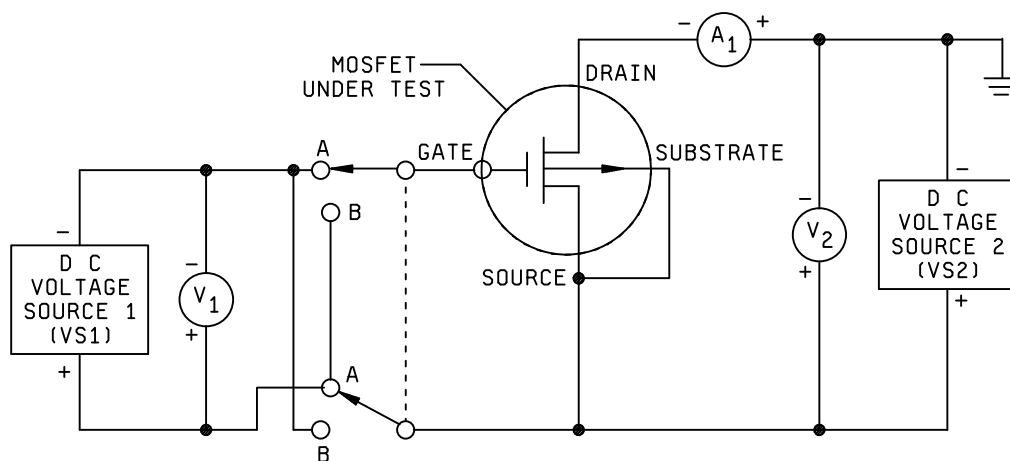 - A1 +
MOSFET
UNDER TEST
DRAIN
A
GATE
SUBSTRATE
B
-
D C
VOLTAGE
SOURCE 1
(VS1)
+
-
V1
+
SOURCE
-
V2
+
-
D C
VOLTAGE
SOURCE 2
(VS2)
+
A
B